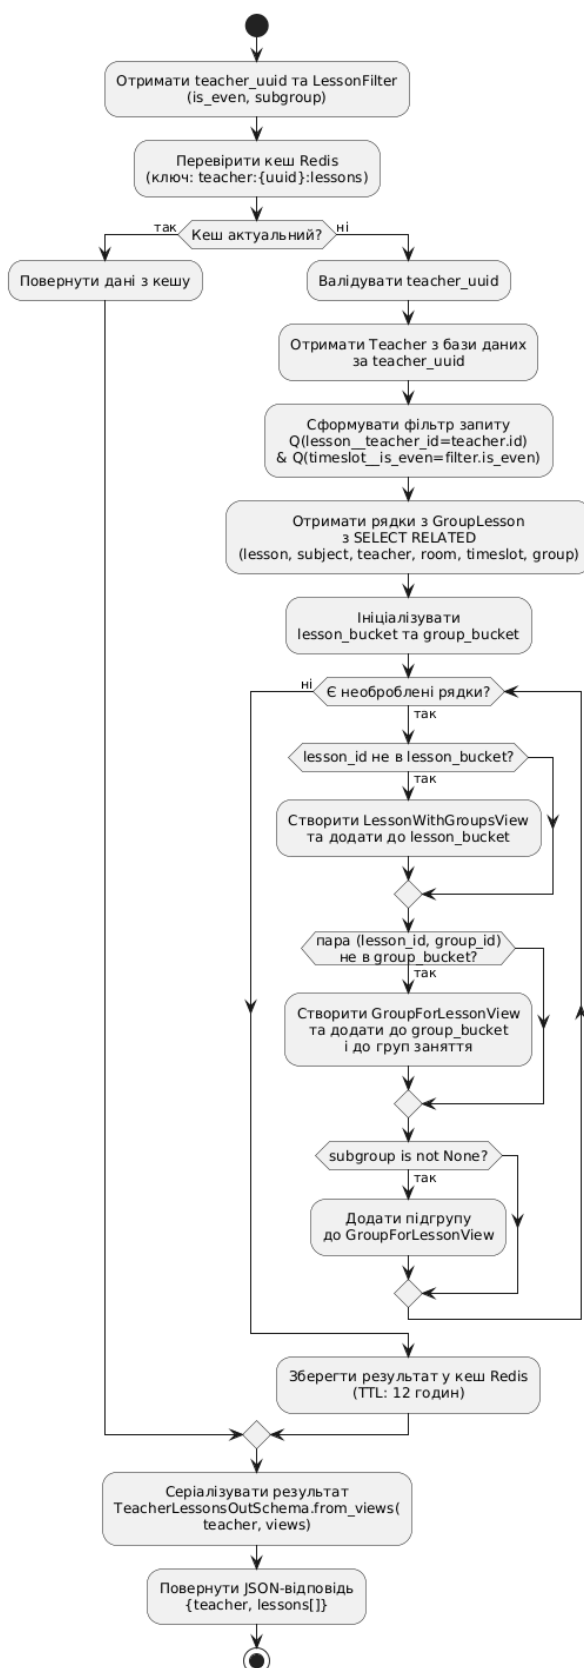 Отримати teacher_uuid та LessonFilter
(is_even, subgroup)
Перевірити кеш Redis
(ключ: teacher:{uuid}:lessons)
так
Кеш актуальний?
ні
Повернути дані з кешу
Валідувати teacher_uuid
Отримати Teacher з бази даних
за teacher_uuid
Сформувати фільтр запиту
Q(lesson__teacher_id=teacher.id)
& Q(timeslot__is_even=filter.is_even)
Отримати рядки з GroupLesson
з SELECT RELATED
(lesson, subject, teacher, room, timeslot, group)
Ініціалізувати
lesson_bucket та group_bucket
ні
Є необроблені рядки?
так
lesson_id не в lesson_bucket?
так
Створити LessonWithGroupsView
та додати до lesson_bucket
пара (lesson_id, group_id)
не в group_bucket?
так
Створити GroupForLessonView
та додати до group_bucket
і до груп заняття
subgroup is not None?
так
Додати підгрупу
до GroupForLessonView
Зберегти результат у кеш Redis
(TTL: 12 годин)
Серіалізувати результат
TeacherLessonsOutSchema.from_views(
teacher, views)
Повернути JSON-відповідь
{teacher, lessons[]}